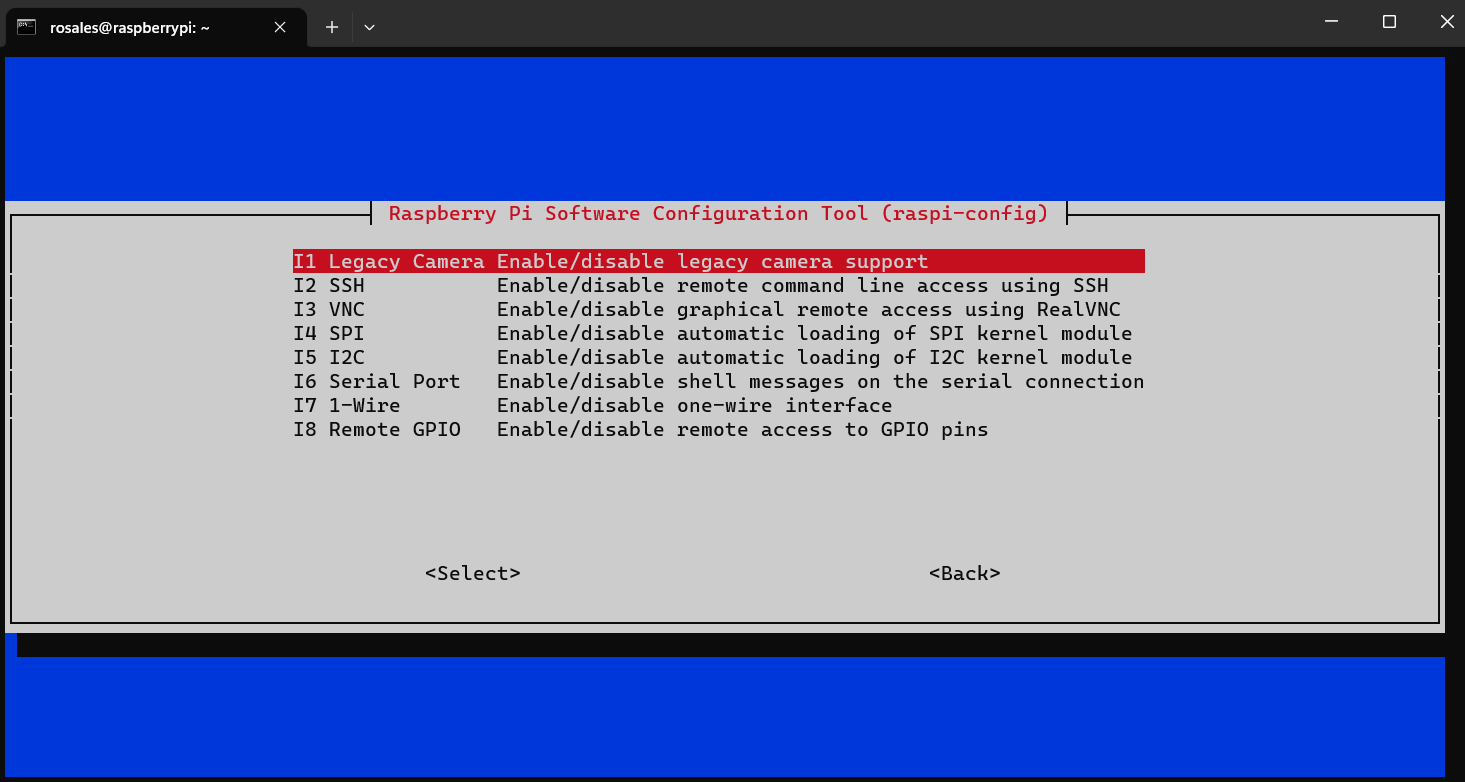 rosales@raspberrypi: ~
Raspberry Pi Software Configuration Tool (raspi-config)
I1 Legacy Camera Enable/disable legacy camera support
I2 SSH Enable/disable remote command line access using SSH
I3 VNC Enable/disable graphical remote access using RealVNC
I4 SPI Enable/disable automatic loading of SPI kernel module
I5 I2C Enable/disable automatic loading of I2C kernel module
I6 Serial Port Enable/disable shell messages on the serial connection
I7 1-Wire Enable/disable one-wire interface
I8 Remote GPIO Enable/disable remote access to GPIO pins
<Select> <Back>